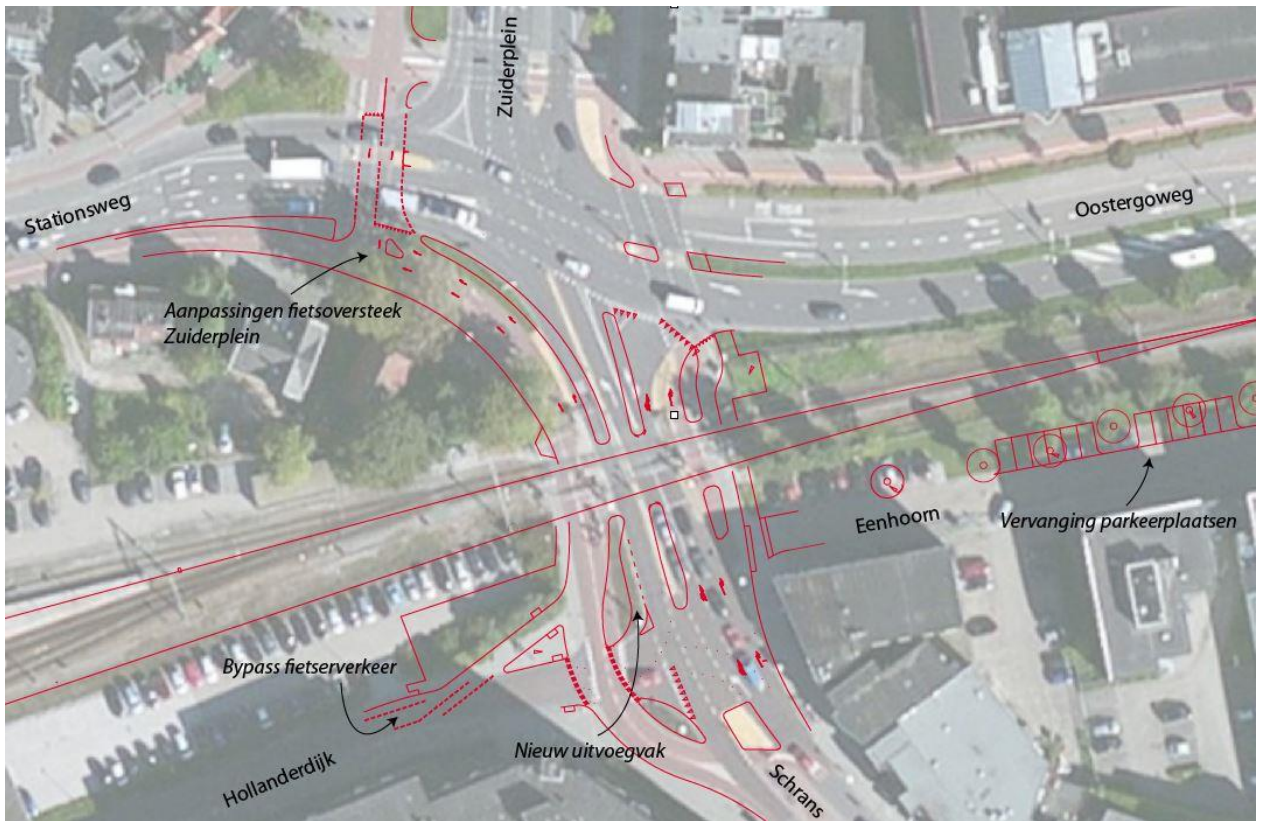 Zuiderplein
Stationsweg
Oostergoweg
Aanpassingen fietsoversteek
Zuiderplein
Eenhoorn
Vervanging parkeerplaatsen
Bypass fietserverkeer
Hollanderdijk
Nieuw uitvoegvak
Schrans